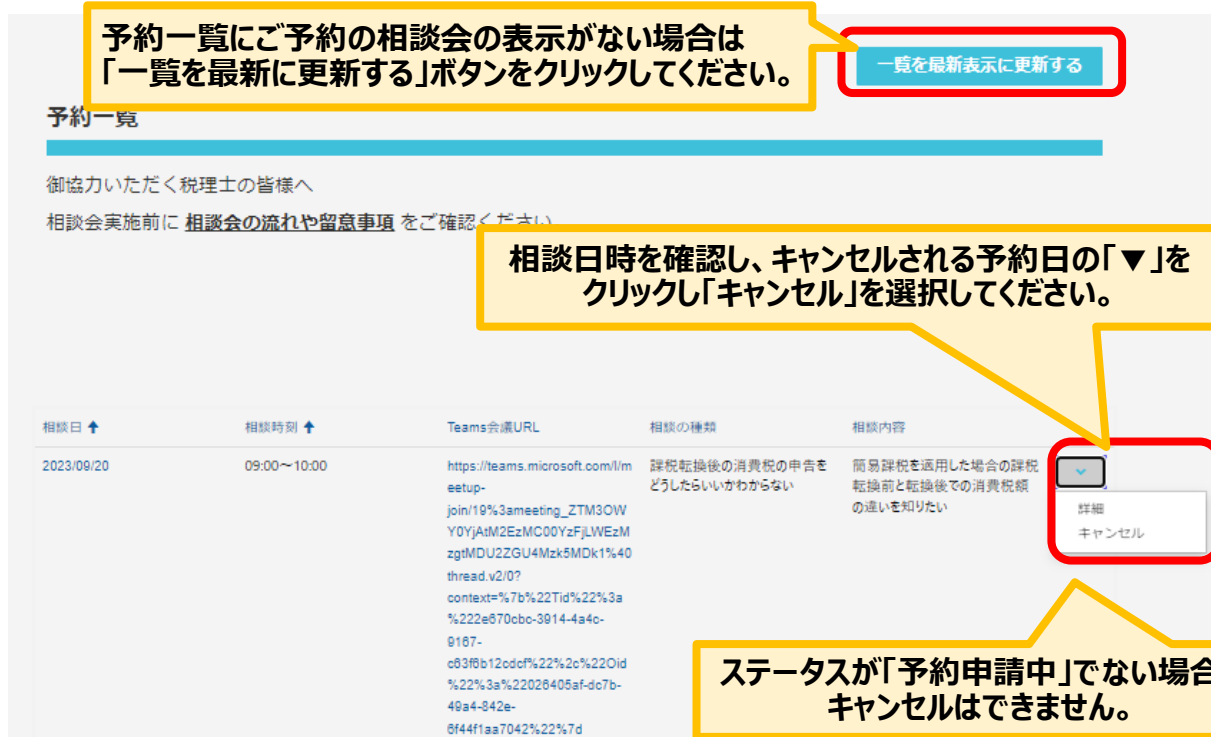 予約一覧にご予約の相談会の表示がない場合は
「一覧を最新に更新する」ボタンをクリックしてください。
一覧を最新表示に更新する
予約一覧
御協力いただく税理士の皆様へ
相談会実施前に 相談会の流れや留意事項 をご確認ください
相談日時を確認し、キャンセルされる予約日の「▼」を
クリックし「キャンセル」を選択してください。
相談日 ↑ 相談時刻 ↑ Teams会議URL 相談の種類 相談内容
2023/09/20 09:00～10:00 https://teams.microsoft.com/l/m 課税転換後の消費税の申告を 簡易課税を適用した場合の課税
eetup- どうしたらいいかわからない 転換前と転換後での消費税額
join/19%3ameeting_ZTM3OW の違いを知りたい
詳細
Y0YjAtM2EzMC00YzFjLWEzM
キャンセル
zgtMDU2ZGU4Mzk5MDk1%40
thread.v2/0?
context=%7b%22Tid%22%3a
%222e670cbc-3914-4a4c-
9167-
c63f6b12cdcf%22%2c%22Oid
%22%3a%22026405af-dc7b-
49a4-842e-
6f44f1aa7042%22%7d
ステータスが「予約申請中」でない場合
キャンセルはできません。